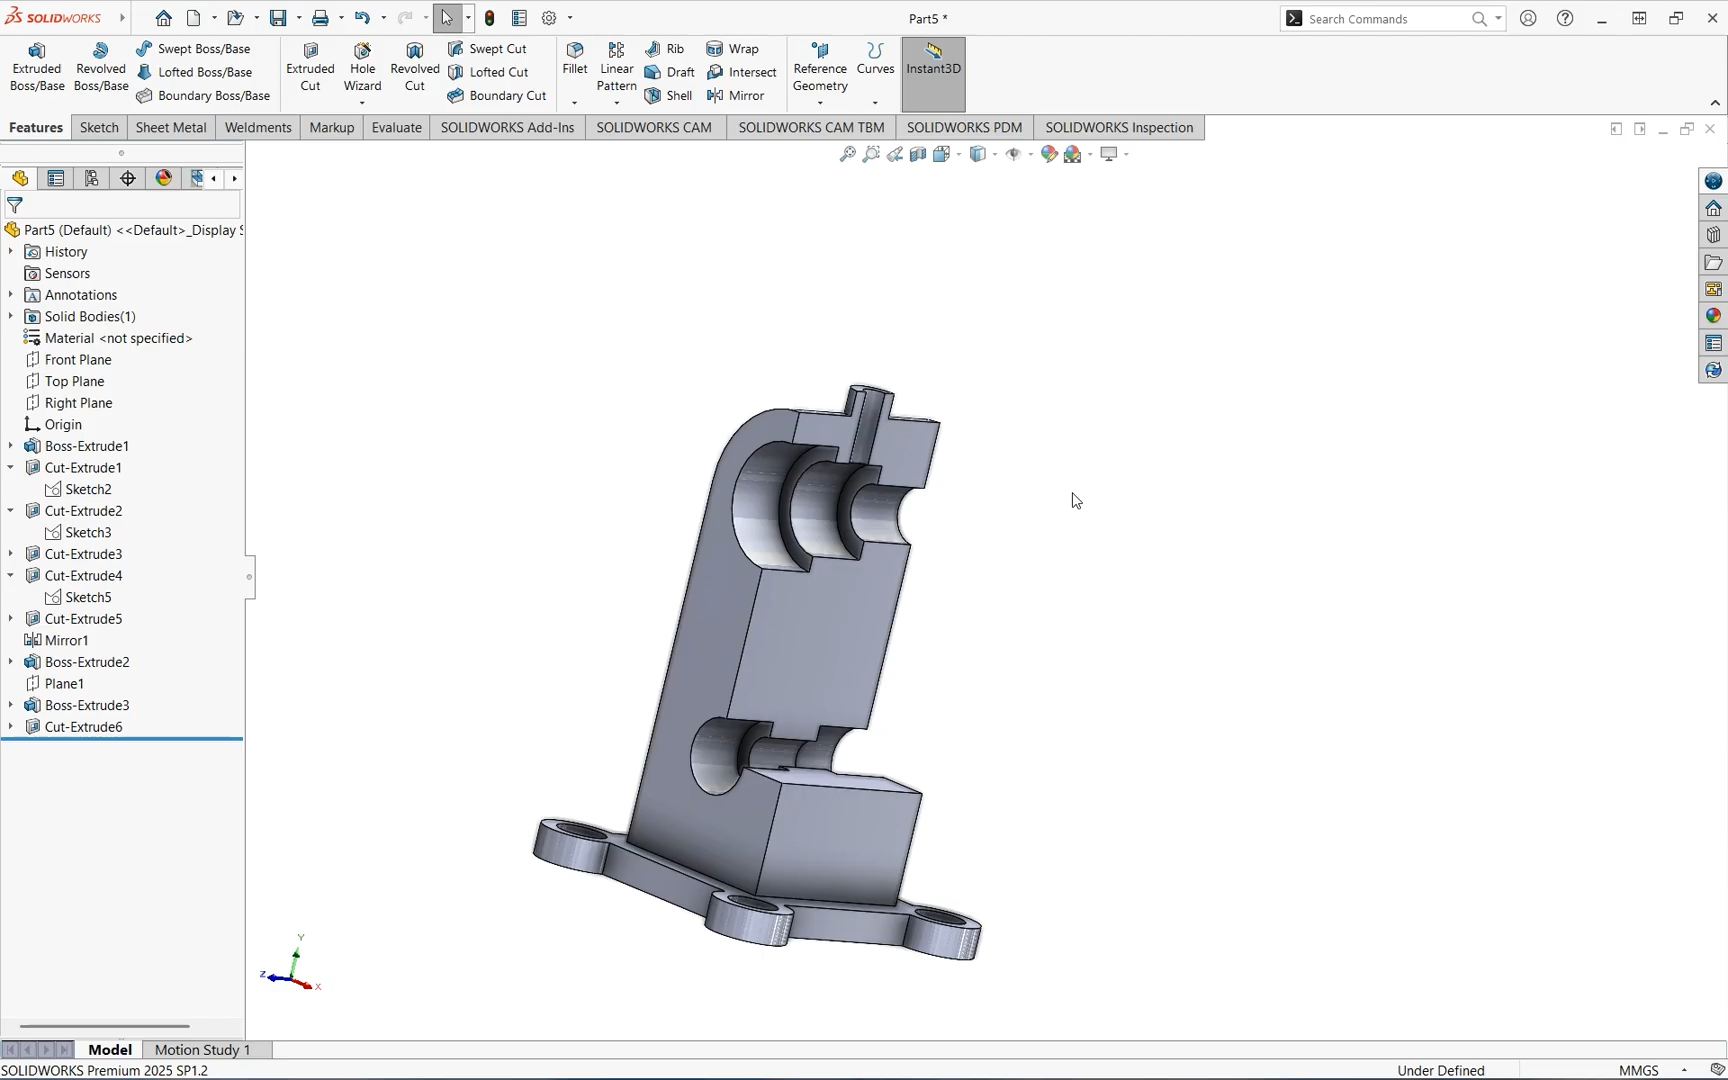 SOLIDWORKS
Part5 *
Search Commands
Extruded Boss/Base
Revolved Boss/Base
Swept Boss/Base
Lofted Boss/Base
Boundary Boss/Base
Extruded Cut
Hole Wizard
Revolved Cut
Swept Cut
Lofted Cut
Boundary Cut
Fillet
Linear Pattern
Rib
Draft
Shell
Wrap
Intersect
Mirror
Reference Geometry
Curves
Instant3D
Features
Sketch
Sheet Metal
Weldments
Markup
Evaluate
SOLIDWORKS Add-Ins
SOLIDWORKS CAM
SOLIDWORKS CAM TBM
SOLIDWORKS PDM
SOLIDWORKS Inspection
Part5 (Default) <<Default>_Display S
History
Sensors
Annotations
Solid Bodies(1)
Material <not specified>
Front Plane
Top Plane
Right Plane
Origin
Boss-Extrude1
Cut-Extrude1
Sketch2
Cut-Extrude2
Sketch3
Cut-Extrude3
Cut-Extrude4
Sketch5
Cut-Extrude5
Mirror1
Boss-Extrude2
Plane1
Boss-Extrude3
Cut-Extrude6
Y
Z
X
Model
Motion Study 1
SOLIDWORKS Premium 2025 SP1.2
Under Defined
MMGS